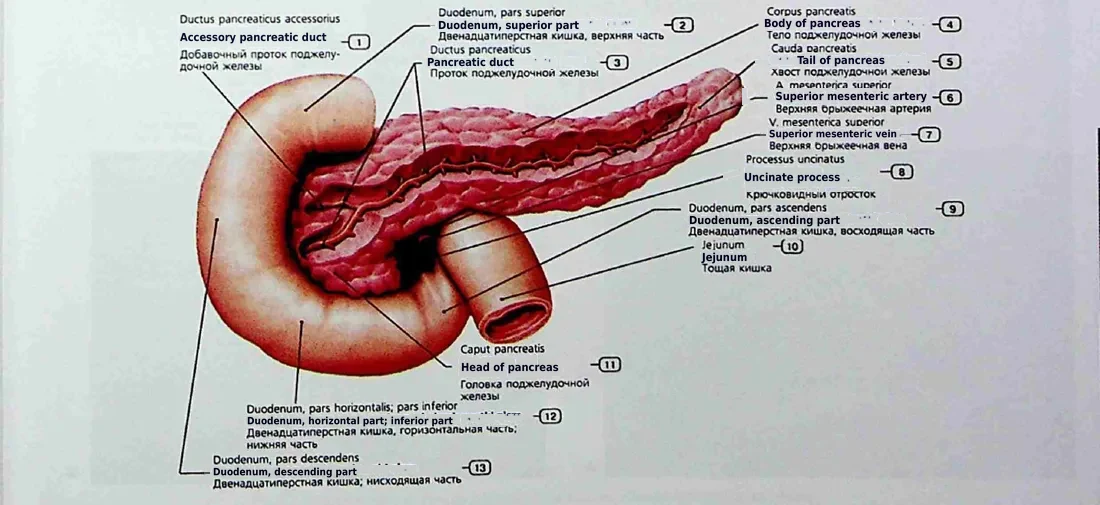 Ductus pancreaticus accessorius
Accessory pancreatic duct
1
Добавочный проток поджелу-
дочной железы
Duodenum, pars superior
Duodenum, superior part
2
Двенадцатиперстная кишка, верхняя часть
Ductus pancreaticus
Pancreatic duct
3
Проток поджелудочной железы
Corpus pancreatis
Body of pancreas
4
Тело поджелудочной железы
Cauda pancreatis
Tail of pancreas
5
Хвост поджелудочной железы
A. mesenterica superior
Superior mesenteric artery
6
Верхняя брыжеечная артерия
V. mesenterica superior
Superior mesenteric vein
7
Верхняя брыжеечная вена
Processus uncinatus
Uncinate process
8
Крючковидный отросток
Duodenum, pars ascendens
9
Duodenum, ascending part
Двенадцатиперстная кишка, восходящая часть
Jejunum
10
Jejunum
Тощая кишка
Caput pancreatis
Head of pancreas
11
Головка поджелудочной
железы
Duodenum, pars horizontalis; pars inferior
Duodenum, horizontal part; inferior part
12
Двенадцатиперстная кишка, горизонтальная часть;
нижняя часть
Duodenum, pars descendens
Duodenum, descending part
13
Двенадцатиперстная кишка; нисходящая часть